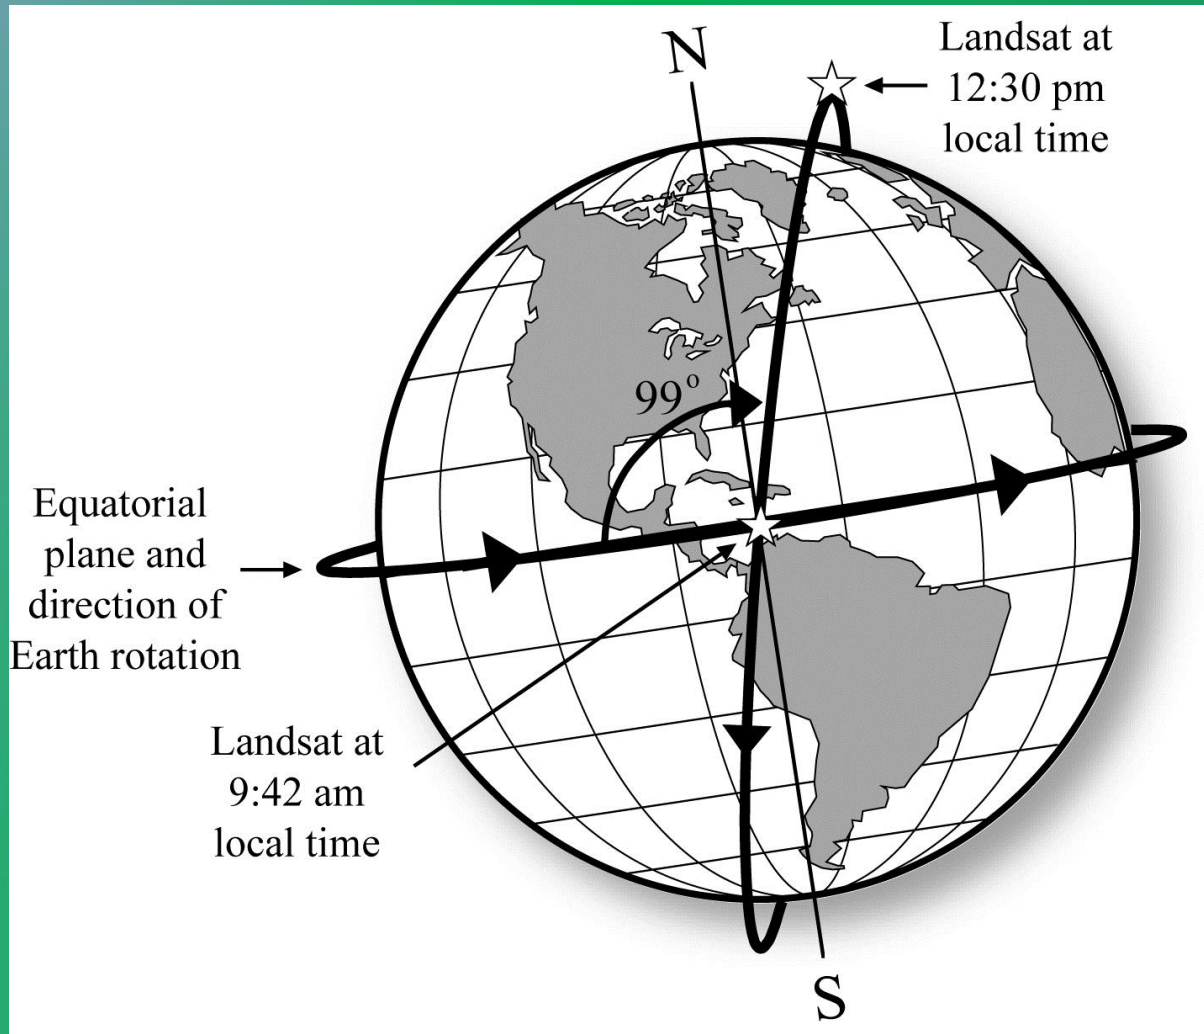 N
Landsat at
12:30 pm
local time
99°
Equatorial
plane and
direction of
Earth rotation
Landsat at
9:42 am
local time
S